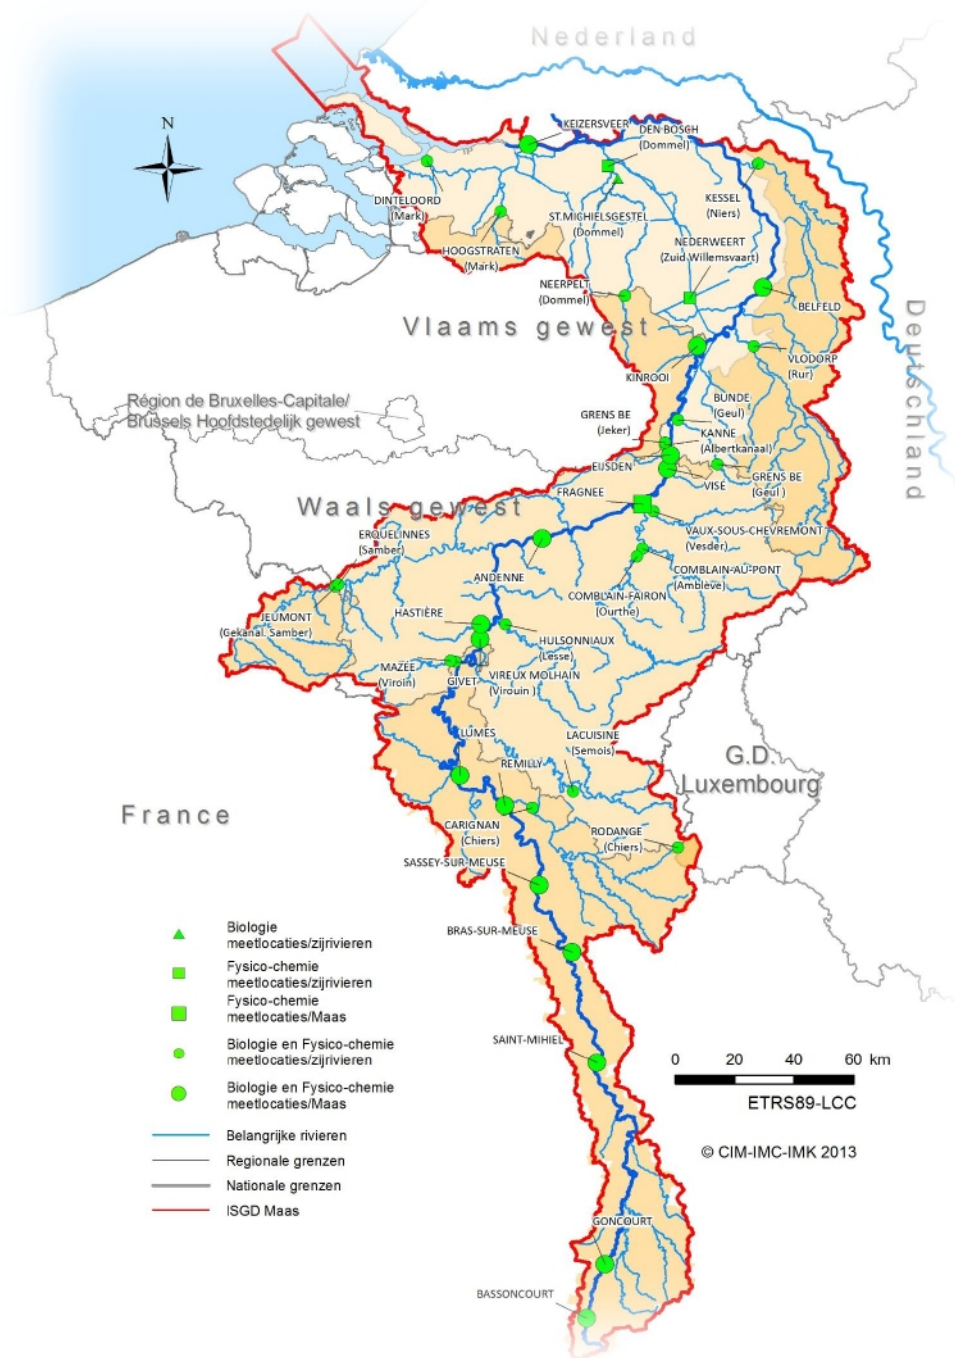 Nederland
N
KEIZERSVEER
DEN BOSCH
(Dommel)
DINTELOORD
(Mark)
KESSEL
(Niers)
ST.MICHIELSGESTEL
(Dommel)
HOOGSTRATEN
(Mark)
NEDERWEERT
(Zuid Willemsvaart)
NEERPELT
(Dommel)
BELFELD
Deutschland
Vlaams gewest
VLODORP
(Rur)
KINROOI
Région de Bruxelles-Capitale/
Brussels Hoofdstedelijk gewest
BUNDE
(Geul)
GRENS BE
(Jeker)
KANNE
(Albertkanaal)
EIJSDEN
VISÉ
GRENS BE
(Geul )
FRAGNEE
Waals gewest
ERQUELINNES
(Samber)
VAUX-SOUS-CHEVREMONT
(Vesder)
ANDENNE
COMBLAIN-AU-PONT
(Amblève)
COMBLAIN-FAIRON
(Ourthe)
JEUMONT
(Gekanal. Samber)
HASTIÈRE
HULSONNIAUX
(Lesse)
MAZÉE
(Viroin)
GIVET
VIREUX MOLHAIN
(Virouin )
LUMES
LACUISINE
(Semois)
REMILLY
G.D.
Luxembourg
France
CARIGNAN
(Chiers)
RODANGE
(Chiers)
SASSEY-SUR-MEUSE
BRAS-SUR-MEUSE
Biologie
meetlocaties/zijrivieren
Fysico-chemie
meetlocaties/zijrivieren
Fysico-chemie
meetlocaties/Maas
Biologie en Fysico-chemie
meetlocaties/zijrivieren
Biologie en Fysico-chemie
meetlocaties/Maas
Belangrijke rivieren
Regionale grenzen
Nationale grenzen
ISGD Maas
SAINT-MIHIEL
0 20 40 60 km
ETRS89-LCC
© CIM-IMC-IMK 2013
GONCOURT
BASSONCOURT